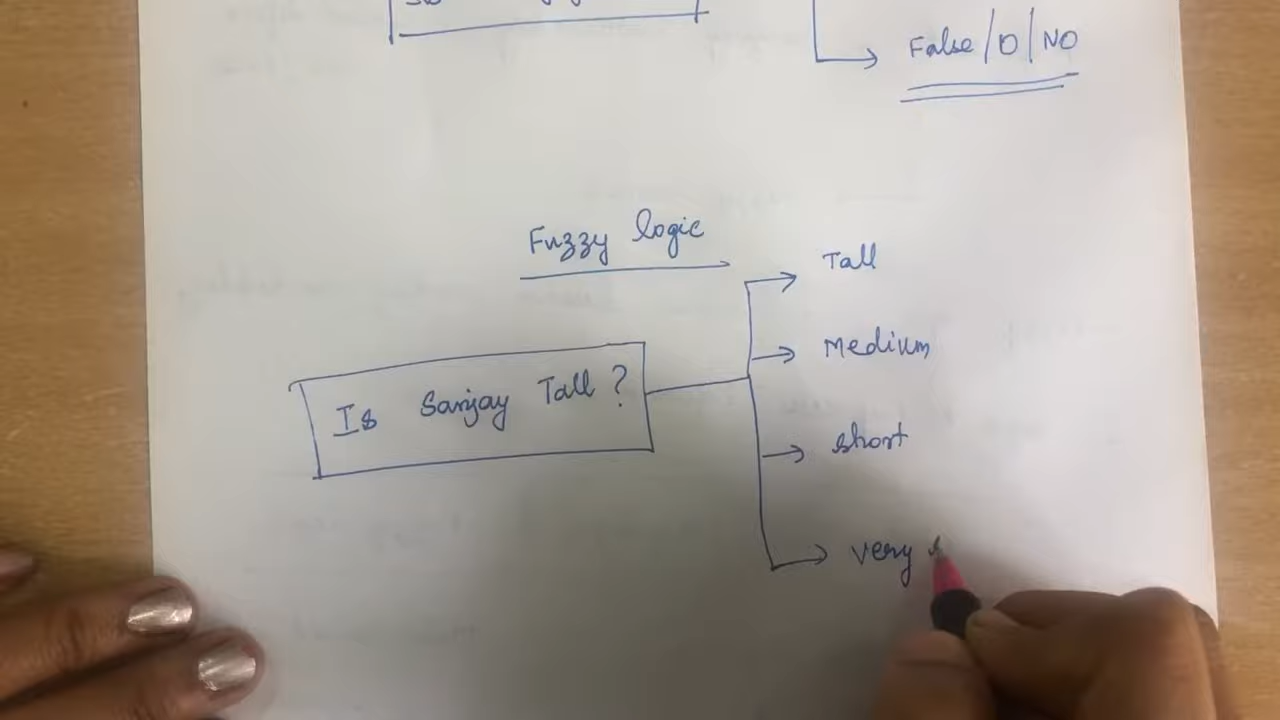 False/0/NO
Fuzzy logic
Is Sanjay Tall?
Tall
Medium
short
very